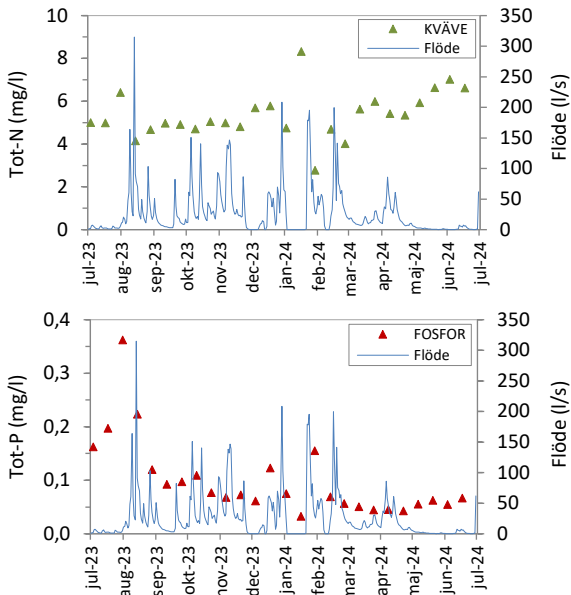 10
8
6
4
2
0
Tot-N (mg/l)
350
300
250
200
150
100
50
0
Flöde (l/s)
KVÄVE
Flöde
jul-23
aug-23
sep-23
okt-23
nov-23
dec-23
jan-24
feb-24
mar-24
apr-24
maj-24
jun-24
jul-24
0,4
0,3
0,2
0,1
0,0
Tot-P (mg/l)
350
300
250
200
150
100
50
0
Flöde (l/s)
FOSFOR
Flöde
jul-23
aug-23
sep-23
okt-23
nov-23
dec-23
jan-24
feb-24
mar-24
apr-24
maj-24
jun-24
jul-24